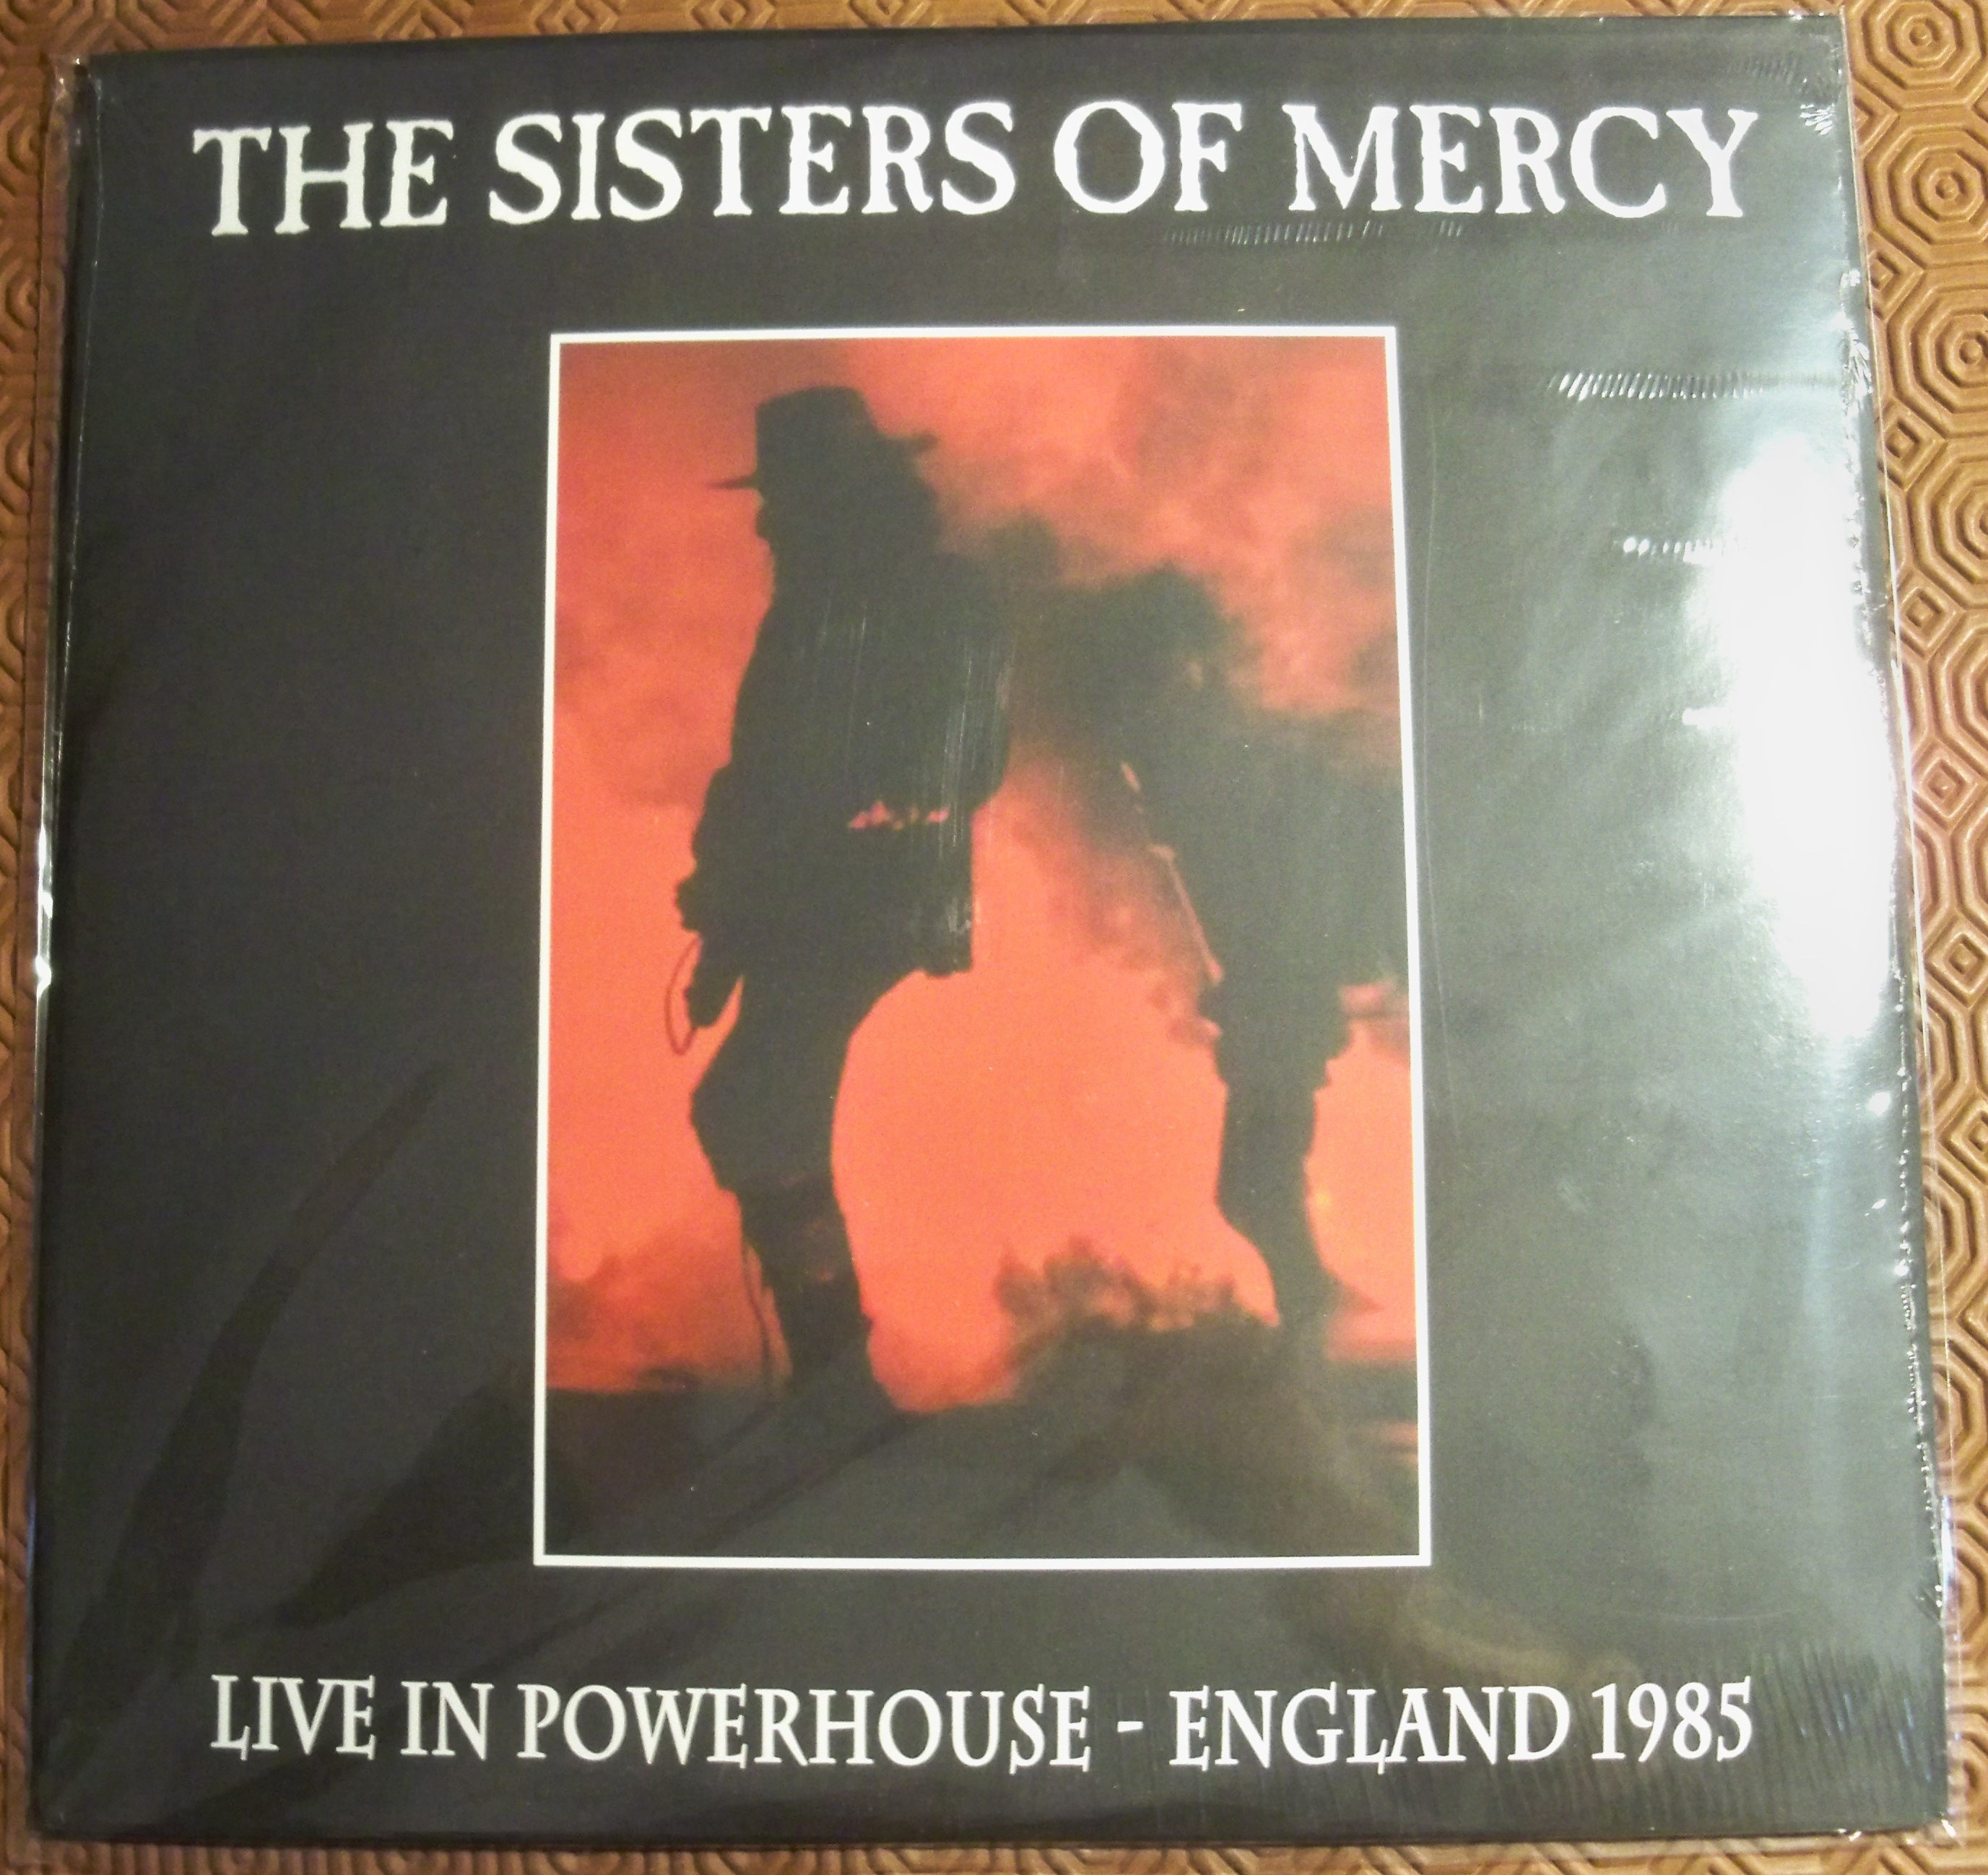 THE SISTERS OF MERCY
LIVE IN POWERHOUSE - ENGLAND 1985